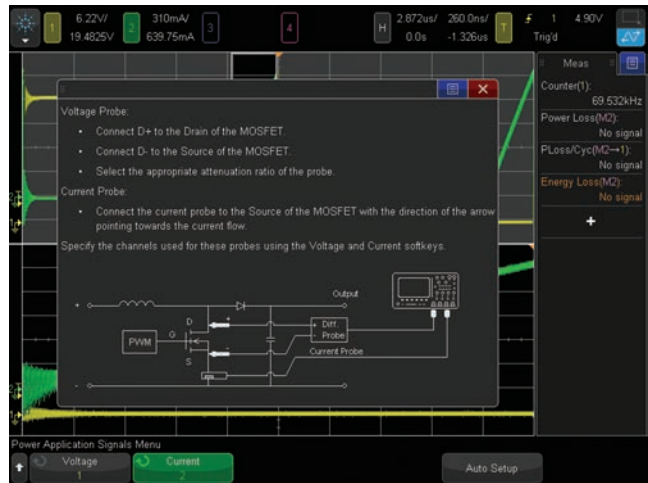 1 6.22V/ 19.4825V 2 310mA/ 639.75mA 3 4 H 2.872us/ 0.0s 260.0ns/ -1.326us T 1 4.90V Trig'd
Meas
Counter(1):
69.532kHz
Power Loss(M2):
No signal
PLoss/Cyc(M2→1):
No signal
Energy Loss(M2):
No signal
+
Voltage Probe:
• Connect D+ to the Drain of the MOSFET.
• Connect D- to the Source of the MOSFET.
• Select the appropriate attenuation ratio of the probe.
Current Probe:
• Connect the current probe to the Source of the MOSFET with the direction of the arrow
pointing towards the current flow.
Specify the channels used for these probes using the Voltage and Current softkeys.
Output
+
D
+
+ Diff.
- Probe
PWM
G
-
Current Probe
S
-
Power Application Signals Menu
Voltage
1
Current
2
Auto Setup